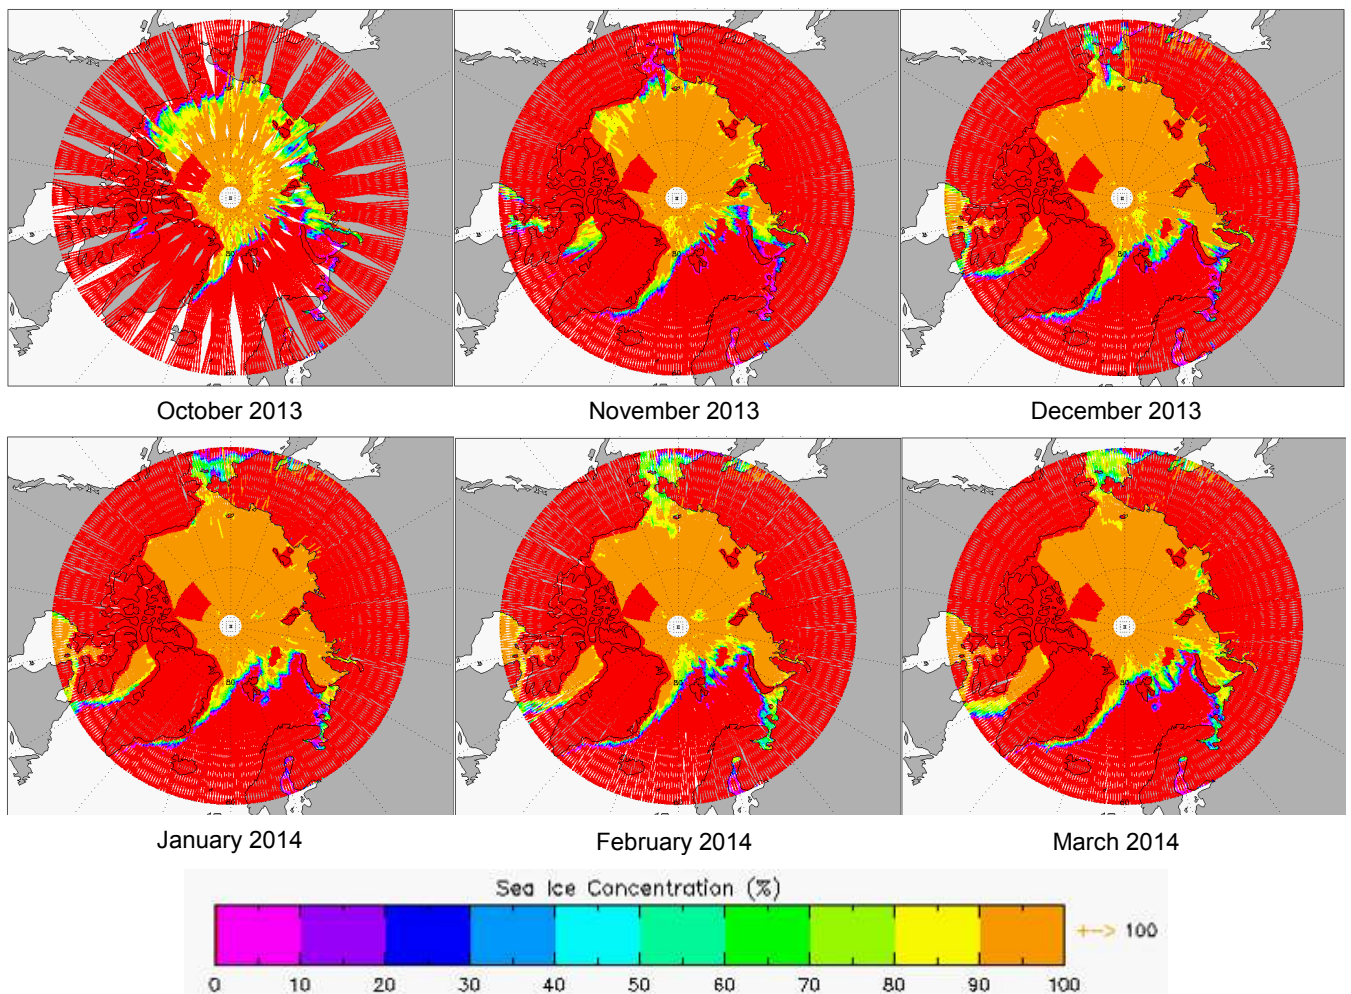 October 2013
November 2013
December 2013
January 2014
February 2014
March 2014
Sea Ice Concentration (%)
+--> 100
0 10 20 30 40 50 60 70 80 90 100